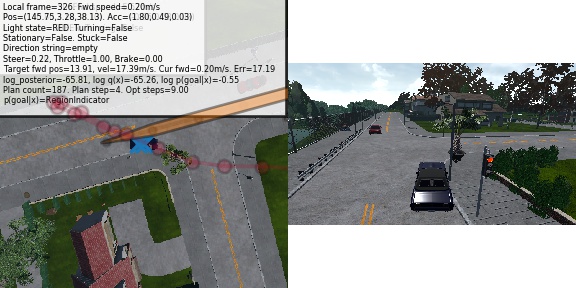 Local frame=326: Fwd speed=0.20m/s
Pos=(145.75,3.28,38.13). Acc=(1.80,0.49,0.03)
Light state=RED. Turning=False
Stationary=False. Stuck=False
Direction string=empty
Steer=0.22, Throttle=1.00, Brake=0.00
Target fwd pos=13.91, vel=17.39m/s. Cur fwd=0.20m/s. Err=17.19
log_posterior=-65.81, log q(x)=-65.26, log p(goal|x)=-0.55
Plan count=187. Plan step=4. Opt steps=9.00
p(goal|x)=RegionIndicator